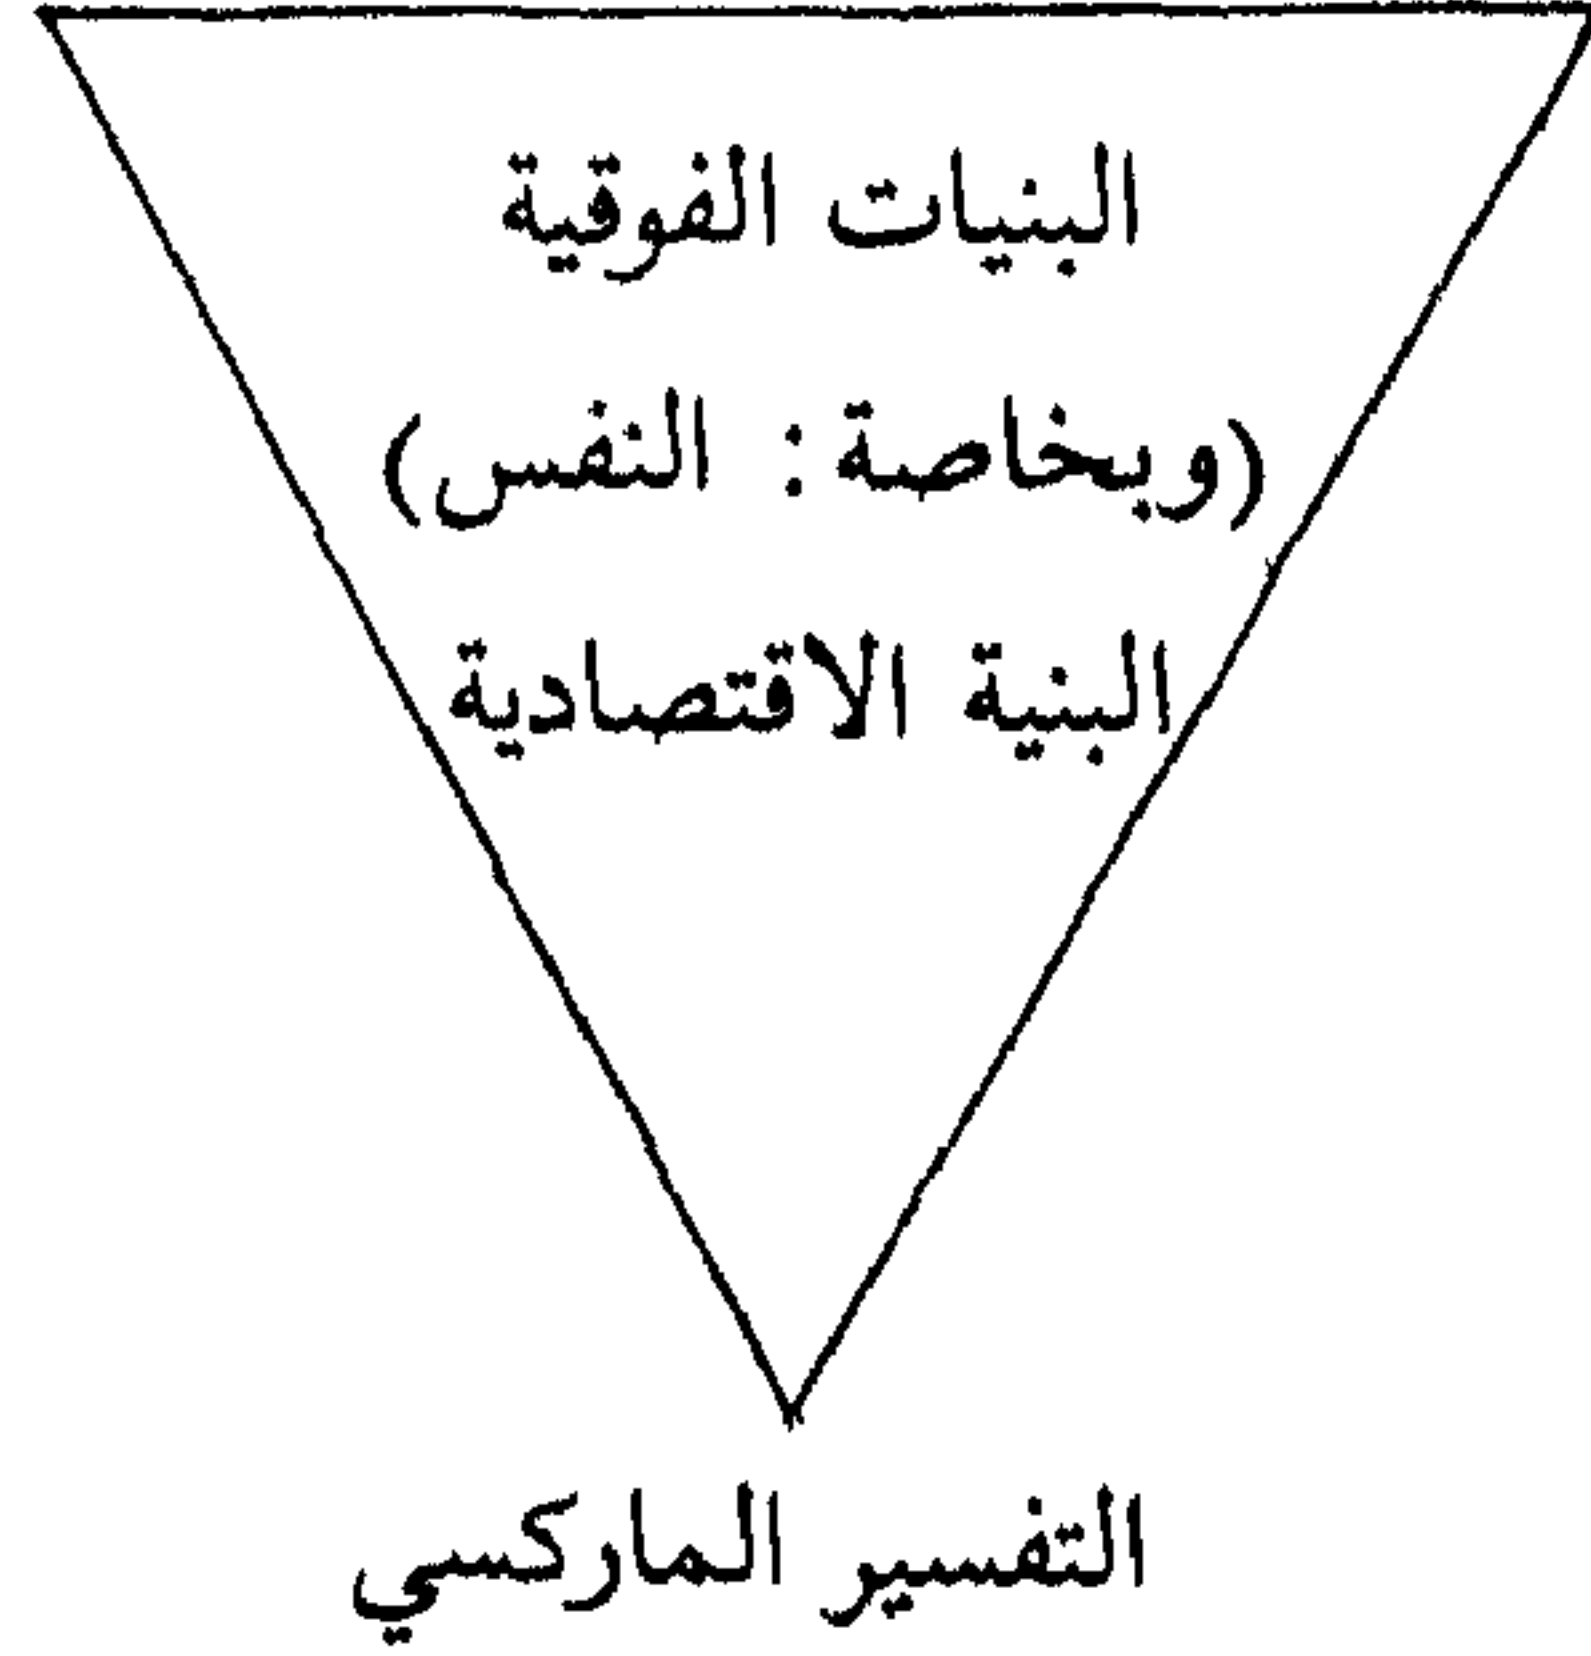 البنيات الفوقية
(وبخاصة : النفس)
البنية الاقتصادية
التفسير الماركسي